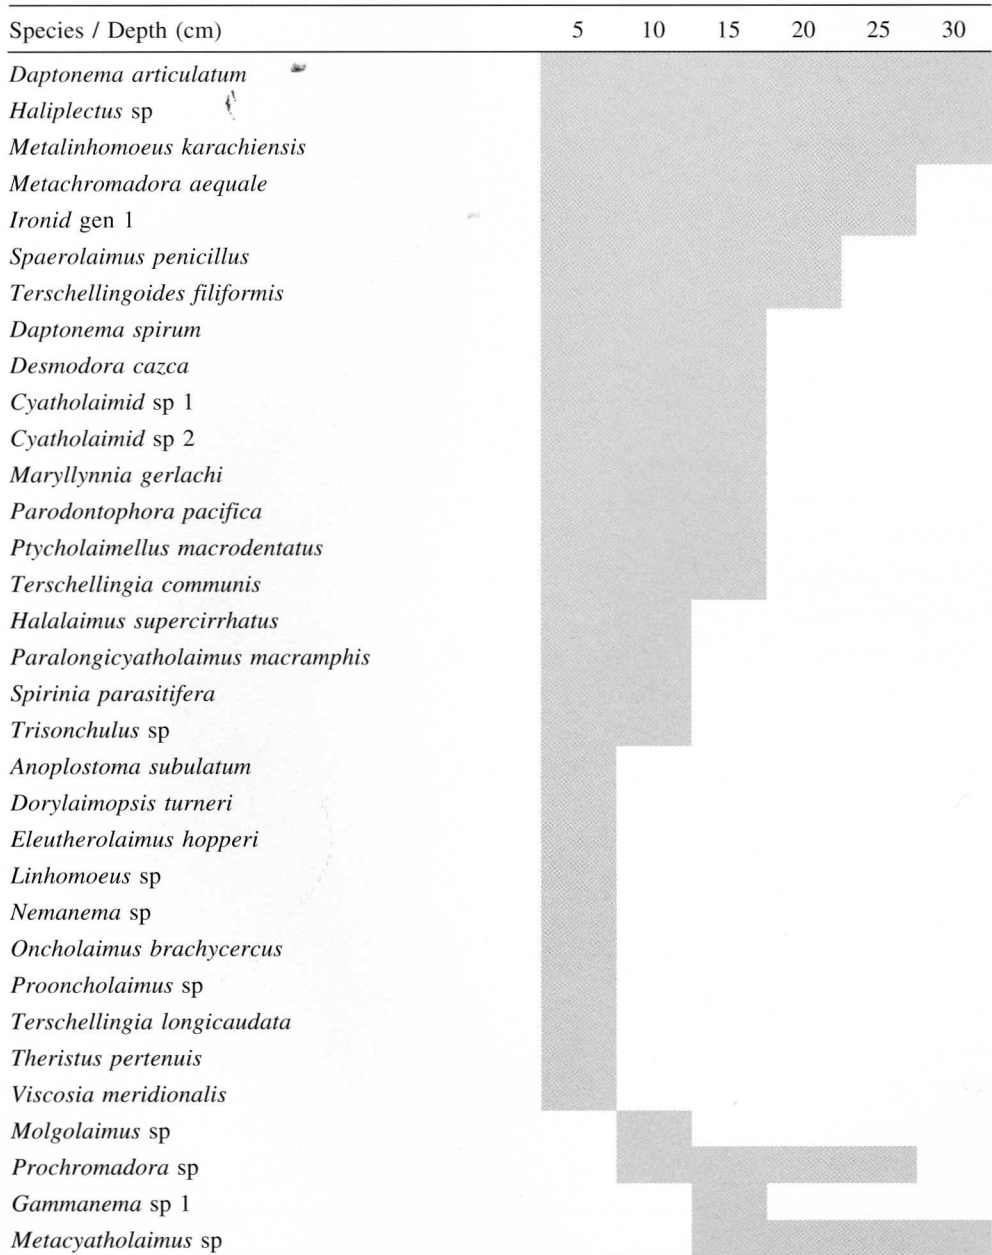 Species / Depth (cm) 5 10 15 20 25 30
Daptonema articulatum
Haliplectus sp
Metalinhomoeus karachiensis
Metachromadora aequale
Ironid gen 1
Spaerolaimus penicillus
Terschellingoides filiformis
Daptonema spirum
Desmodora cazca
Cyatholaimid sp 1
Cyatholaimid sp 2
Maryllynnia gerlachi
Parodontophora pacifica
Ptycholaimellus macrodentatus
Terschellingia communis
Halalaimus supercirrhatus
Paralongicyatholaimus macramphis
Spirinia parasitifera
Trisonchulus sp
Anoplostoma subulatum
Dorylaimopsis turneri
Eleutherolaimus hopperi
Linhomoeus sp
Nemanema sp
Oncholaimus brachycercus
Prooncholaimus sp
Terschellingia longicaudata
Theristus pertenuis
Viscosia meridionalis
Molgolaimus sp
Prochromadora sp
Gammanema sp 1
Metacyatholaimus sp